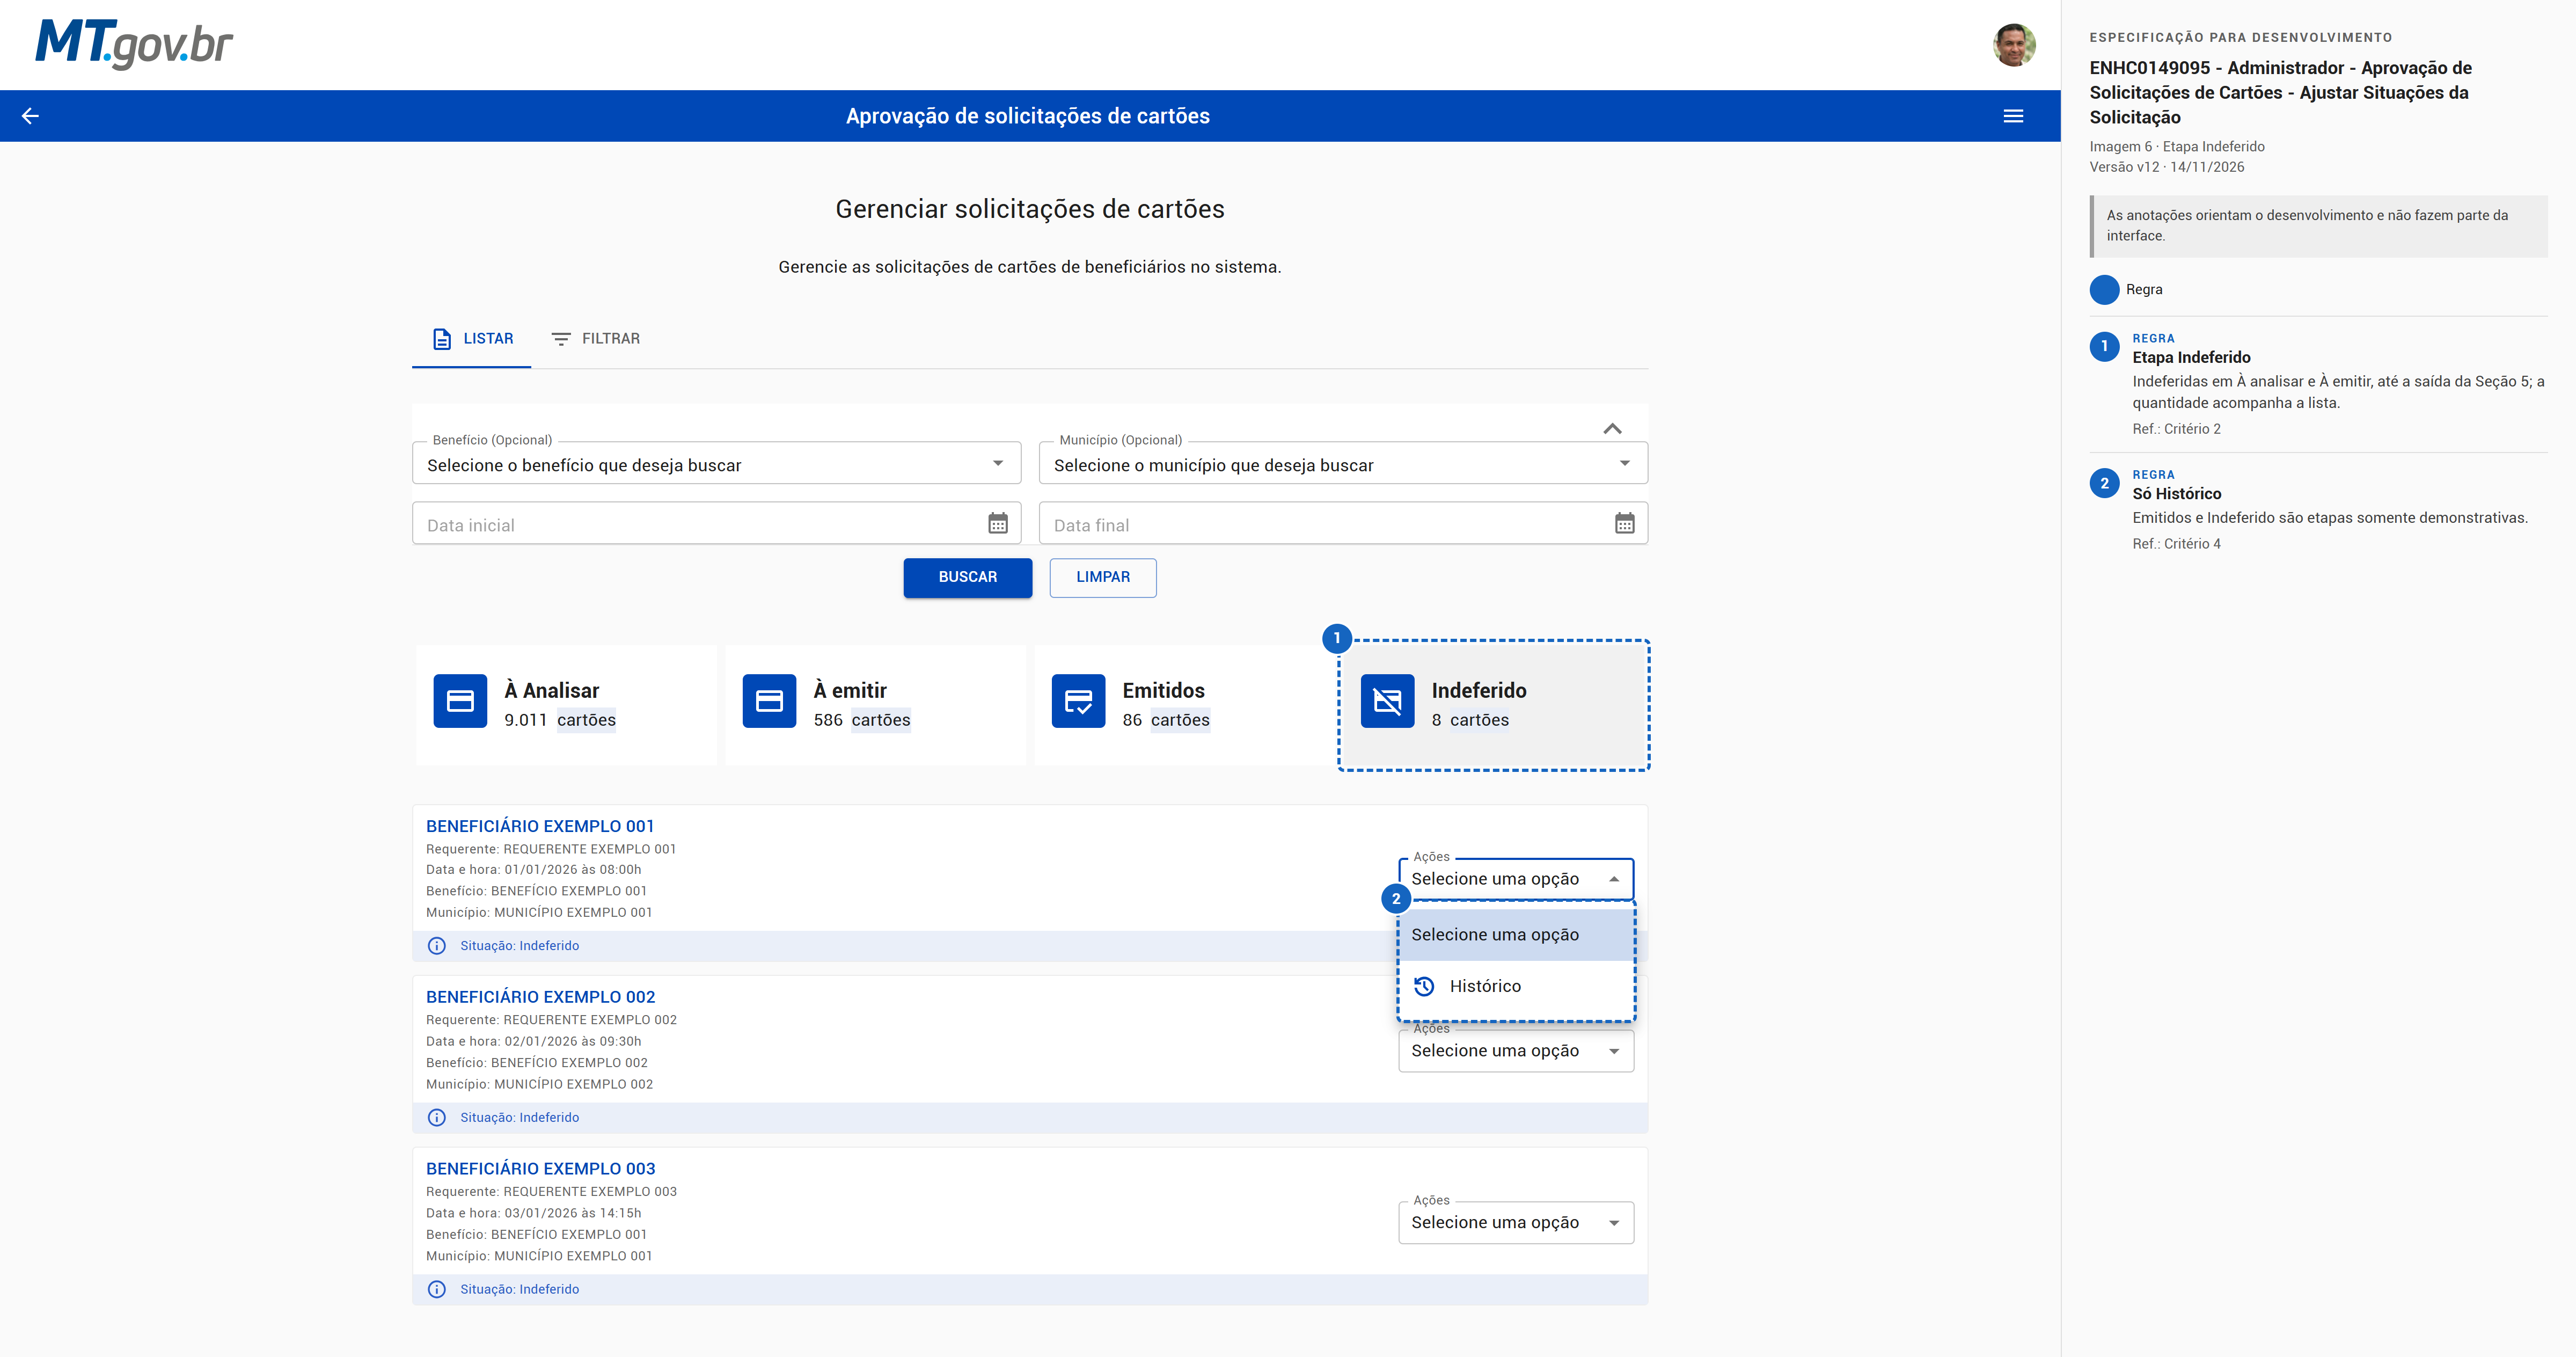 MT.gov.br
Aprovação de solicitações de cartões
Gerenciar solicitações de cartões
Gerencie as solicitações de cartões de beneficiários no sistema.
LISTAR
FILTRAR
Benefício (Opcional)
Selecione o benefício que deseja buscar
Município (Opcional)
Selecione o município que deseja buscar
Data inicial
Data final
BUSCAR
LIMPAR
À Analisar
9.011 cartões
À emitir
586 cartões
Emitidos
86 cartões
1
Indeferido
8 cartões
BENEFICIÁRIO EXEMPLO 001
Requerente: REQUERENTE EXEMPLO 001
Data e hora: 01/01/2026 às 08:00h
Benefício: BENEFÍCIO EXEMPLO 001
Município: MUNICÍPIO EXEMPLO 001
Situação: Indeferido
Ações
Selecione uma opção
2
Selecione uma opção
Histórico
BENEFICIÁRIO EXEMPLO 002
Requerente: REQUERENTE EXEMPLO 002
Data e hora: 02/01/2026 às 09:30h
Benefício: BENEFÍCIO EXEMPLO 002
Município: MUNICÍPIO EXEMPLO 002
Situação: Indeferido
Ações
Selecione uma opção
BENEFICIÁRIO EXEMPLO 003
Requerente: REQUERENTE EXEMPLO 003
Data e hora: 03/01/2026 às 14:15h
Benefício: BENEFÍCIO EXEMPLO 001
Município: MUNICÍPIO EXEMPLO 001
Situação: Indeferido
Ações
Selecione uma opção
ESPECIFICAÇÃO PARA DESENVOLVIMENTO
ENHC0149095 - Administrador - Aprovação de
Solicitações de Cartões - Ajustar Situações da
Solicitação
Imagem 6 · Etapa Indeferido
Versão v12 · 14/11/2026
As anotações orientam o desenvolvimento e não fazem parte da
interface.
Regra
1
REGRA
Etapa Indeferido
Indeferidas em À analisar e À emitir, até a saída da Seção 5; a
quantidade acompanha a lista.
Ref.: Critério 2
2
REGRA
Só Histórico
Emitidos e Indeferido são etapas somente demonstrativas.
Ref.: Critério 4